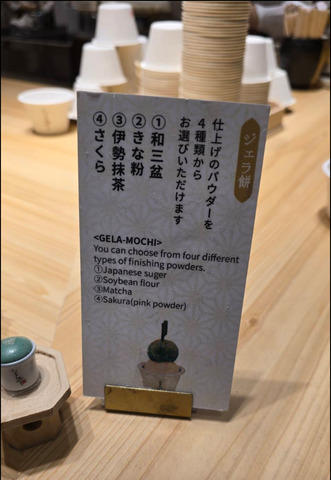 ジェラ餅
仕上げのパウダーを
4種類から
お選びいただけます
①和三盆
②きな粉
③伊勢抹茶
④さくら
<GELA-MOCHI>
You can choose from four different
types of finishing powders.
①Japanese suger
②Soybean flour
③Matcha
④Sakura(pink powder)